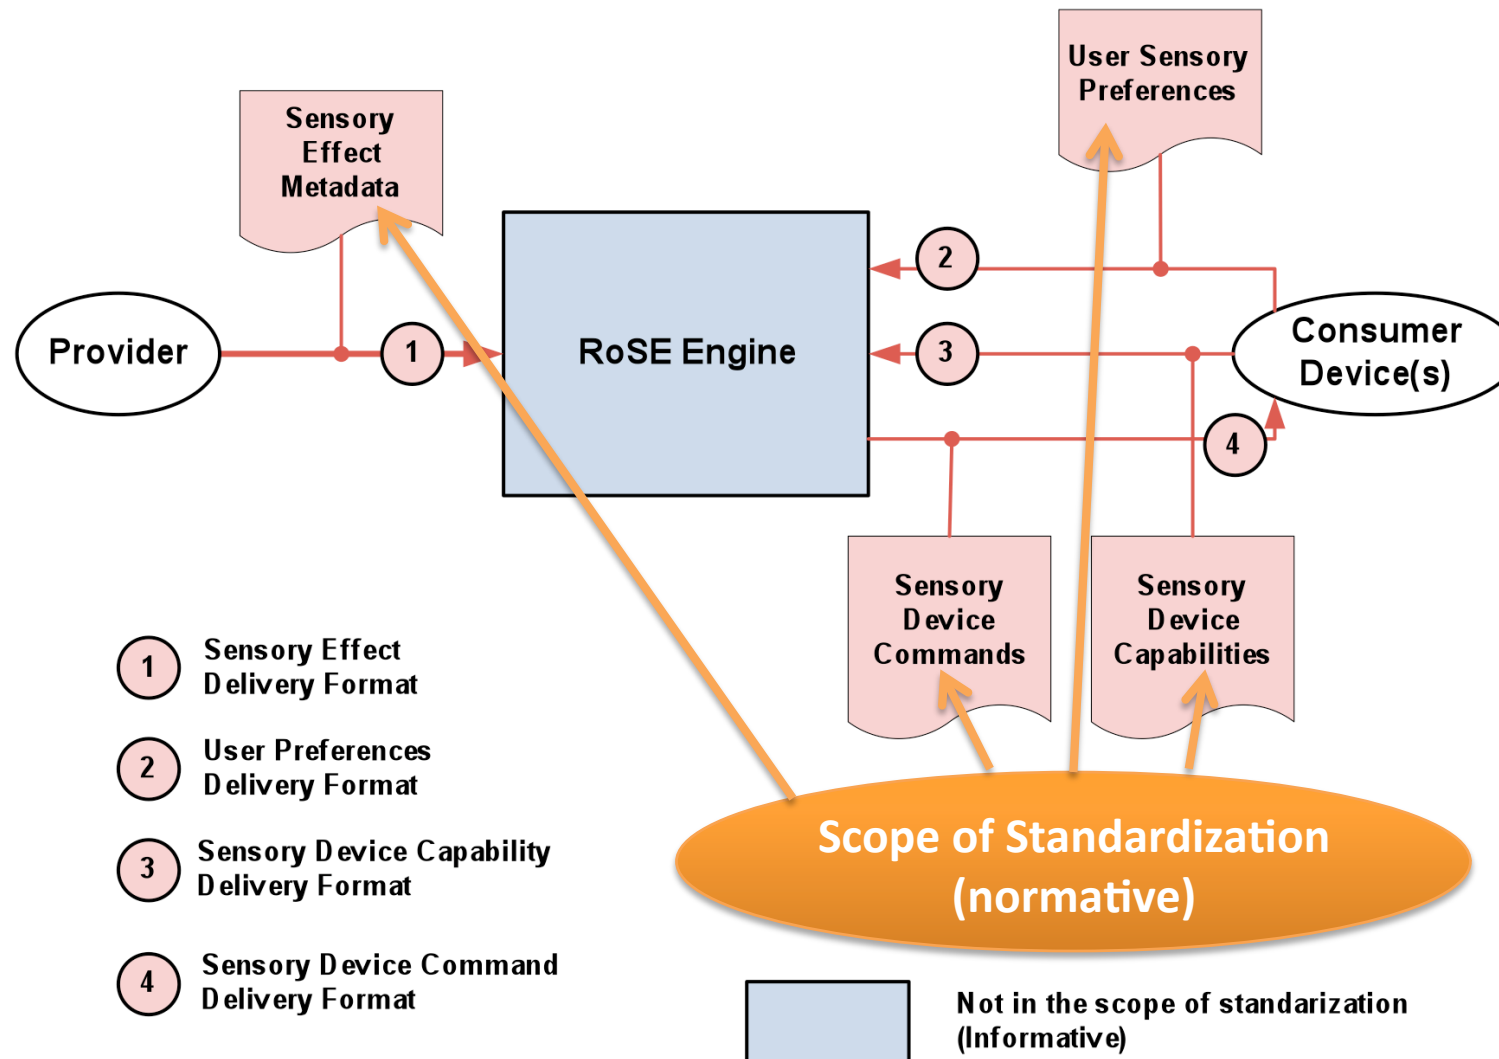 User Sensory
Preferences
Sensory
Effect
Metadata
Provider
1
RoSE Engine
2
3
4
Consumer
Device(s)
Sensory
Device
Commands
Sensory
Device
Capabilities
1
Sensory Effect
Delivery Format
2
User Preferences
Delivery Format
3
Sensory Device Capability
Delivery Format
4
Sensory Device Command
Delivery Format
Scope of Standardization
(normative)
Not in the scope of standarization
(Informative)